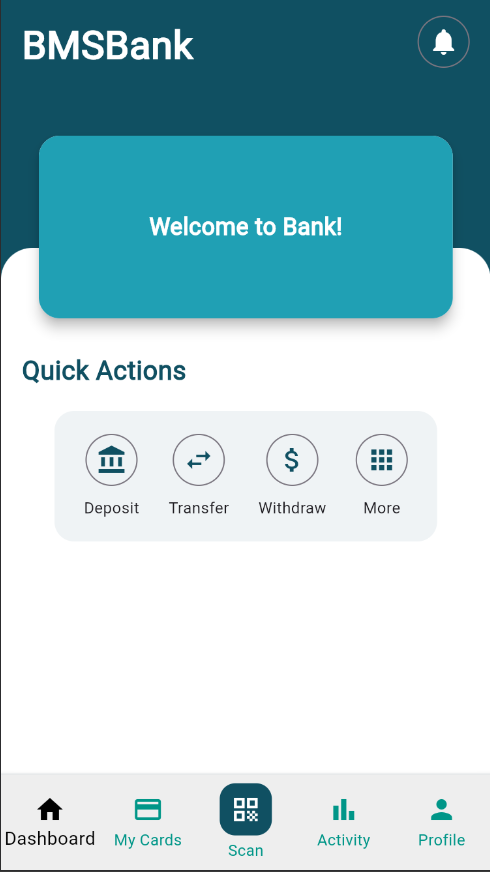 BMSBank
Welcome to Bank!
Quick Actions
Deposit Transfer Withdraw More
Dashboard My Cards Scan Activity Profile